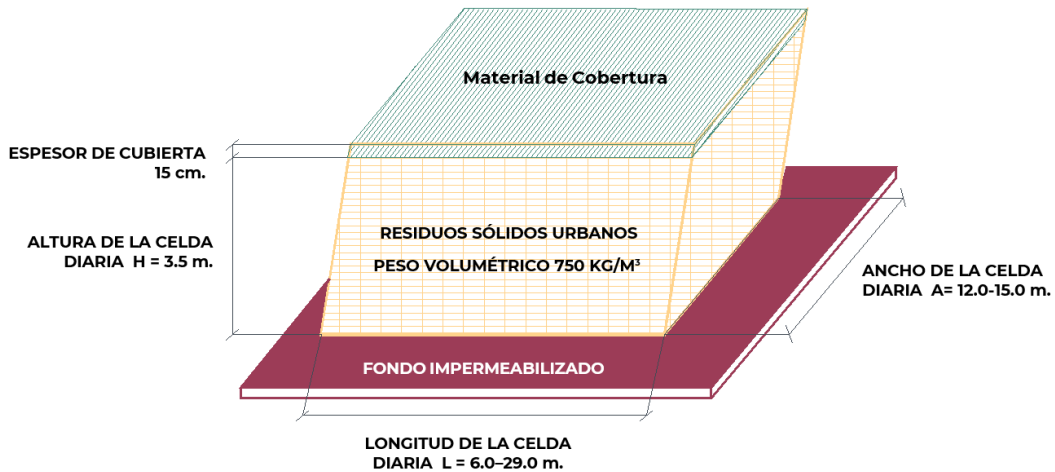 Material de Cobertura
ESPESOR DE CUBIERTA
15 cm.
ALTURA DE LA CELDA
DIARIA H = 3.5 m.
RESIDUOS SÓLIDOS URBANOS
PESO VOLUMÉTRICO 750 KG/M³
ANCHO DE LA CELDA
DIARIA A= 12.0-15.0 m.
FONDO IMPERMEABILIZADO
LONGITUD DE LA CELDA
DIARIA L = 6.0–29.0 m.